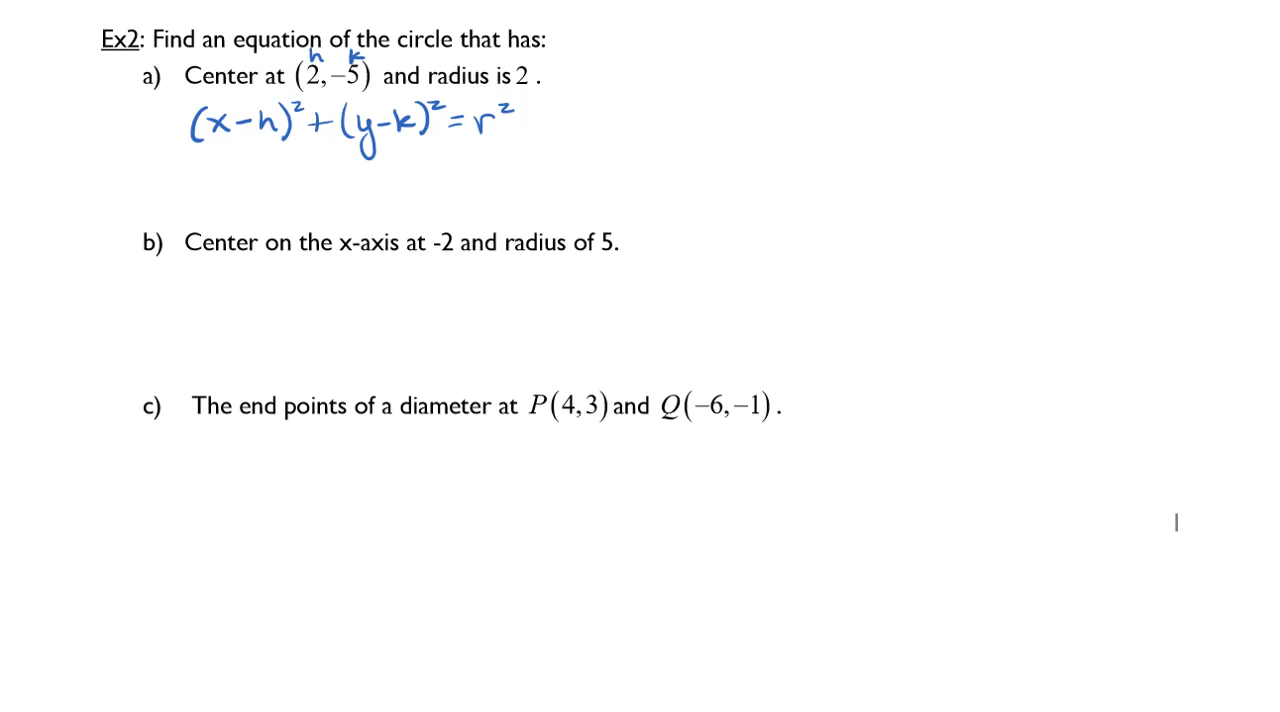 Ex2: Find an equation of the circle that has:
h k
a) Center at (2,−5) and radius is 2 .
(x−h)²+(y−k)²=r²
b) Center on the x-axis at -2 and radius of 5.
c) The end points of a diameter at P(4,3) and Q(−6,−1) .